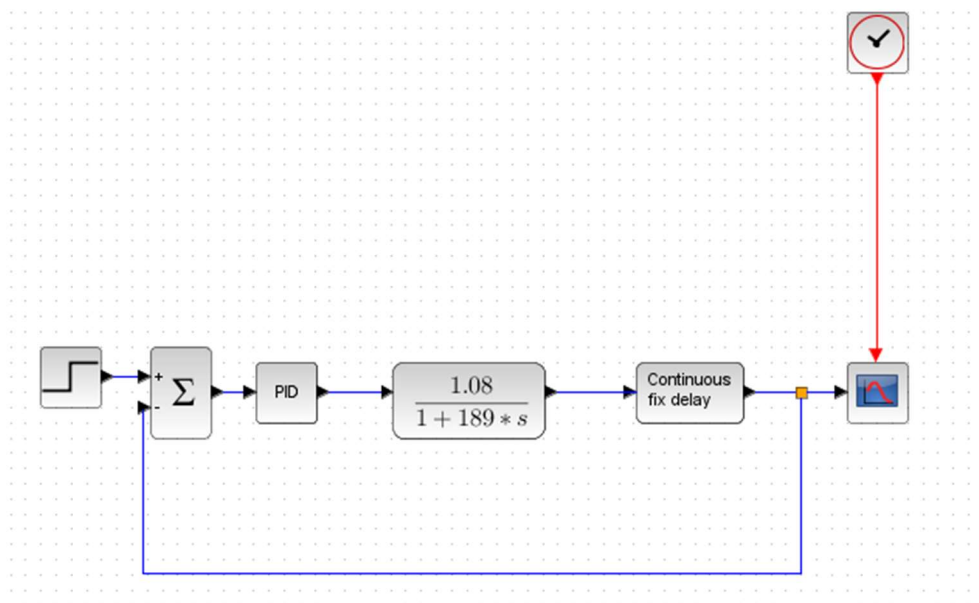 +
Σ
-
PID
1.08
1 + 189 * s
Continuous
fix delay